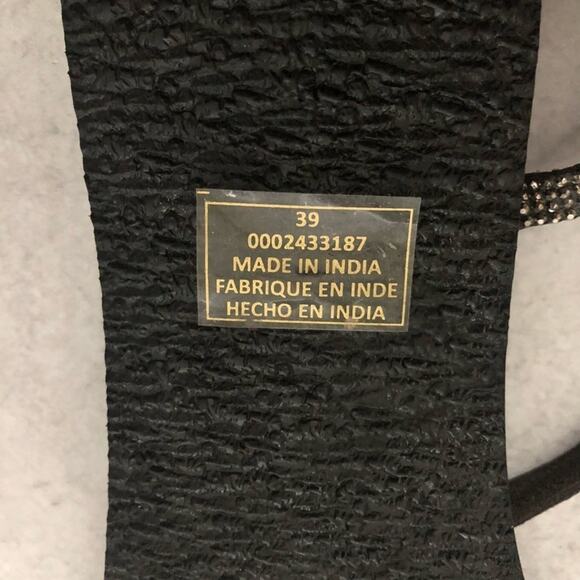 39
0002433187
MADE IN INDIA
FABRIQUE EN INDE
HECHO EN INDIA